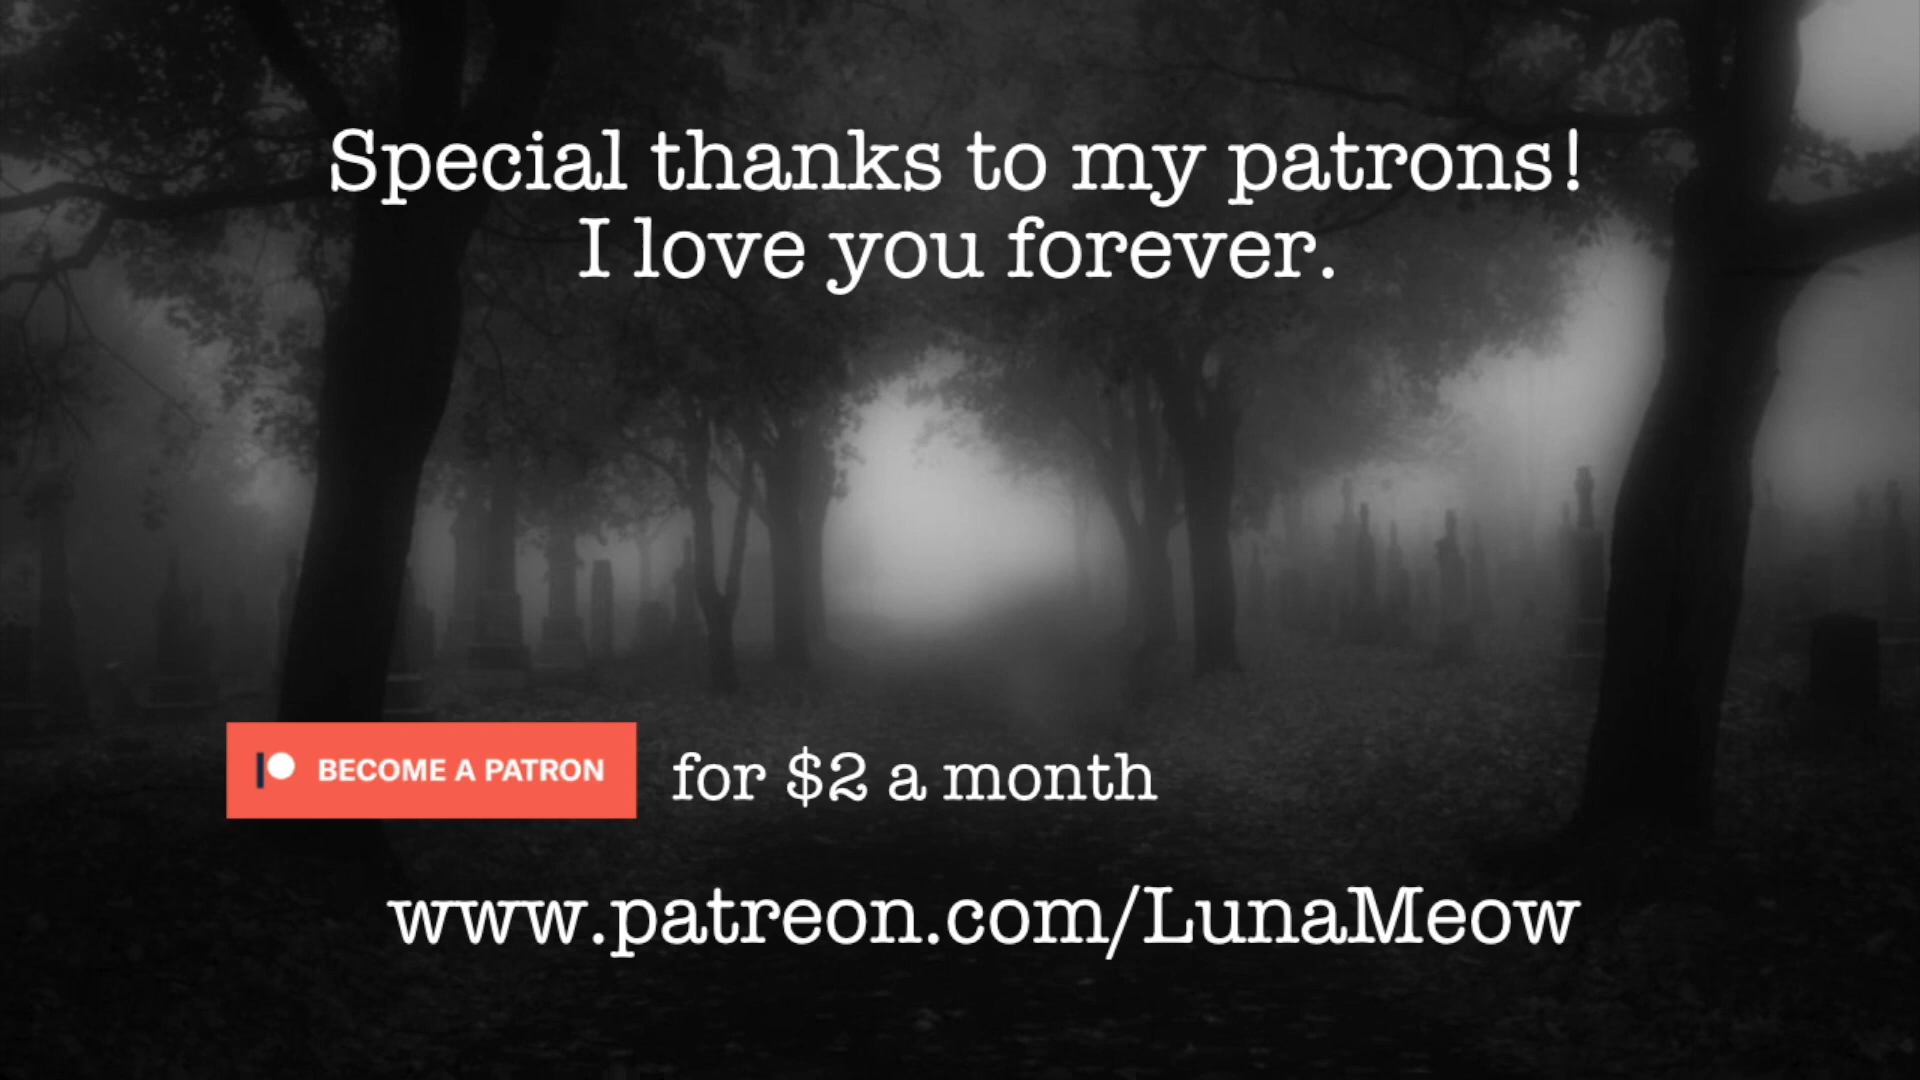 Special thanks to my patrons!
I love you forever.
BECOME A PATRON for $2 a month
www.patreon.com/LunaMeow